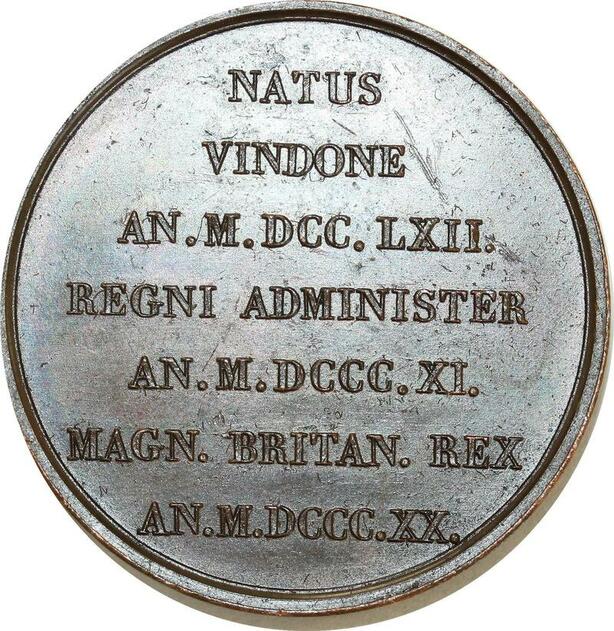 NATUS
VINDONE
AN.M.DCC.LXII.
REGNI ADMINISTER
AN.M.DCCC.XI.
MAGN. BRITAN. REX
AN.M.DCCC.XX.